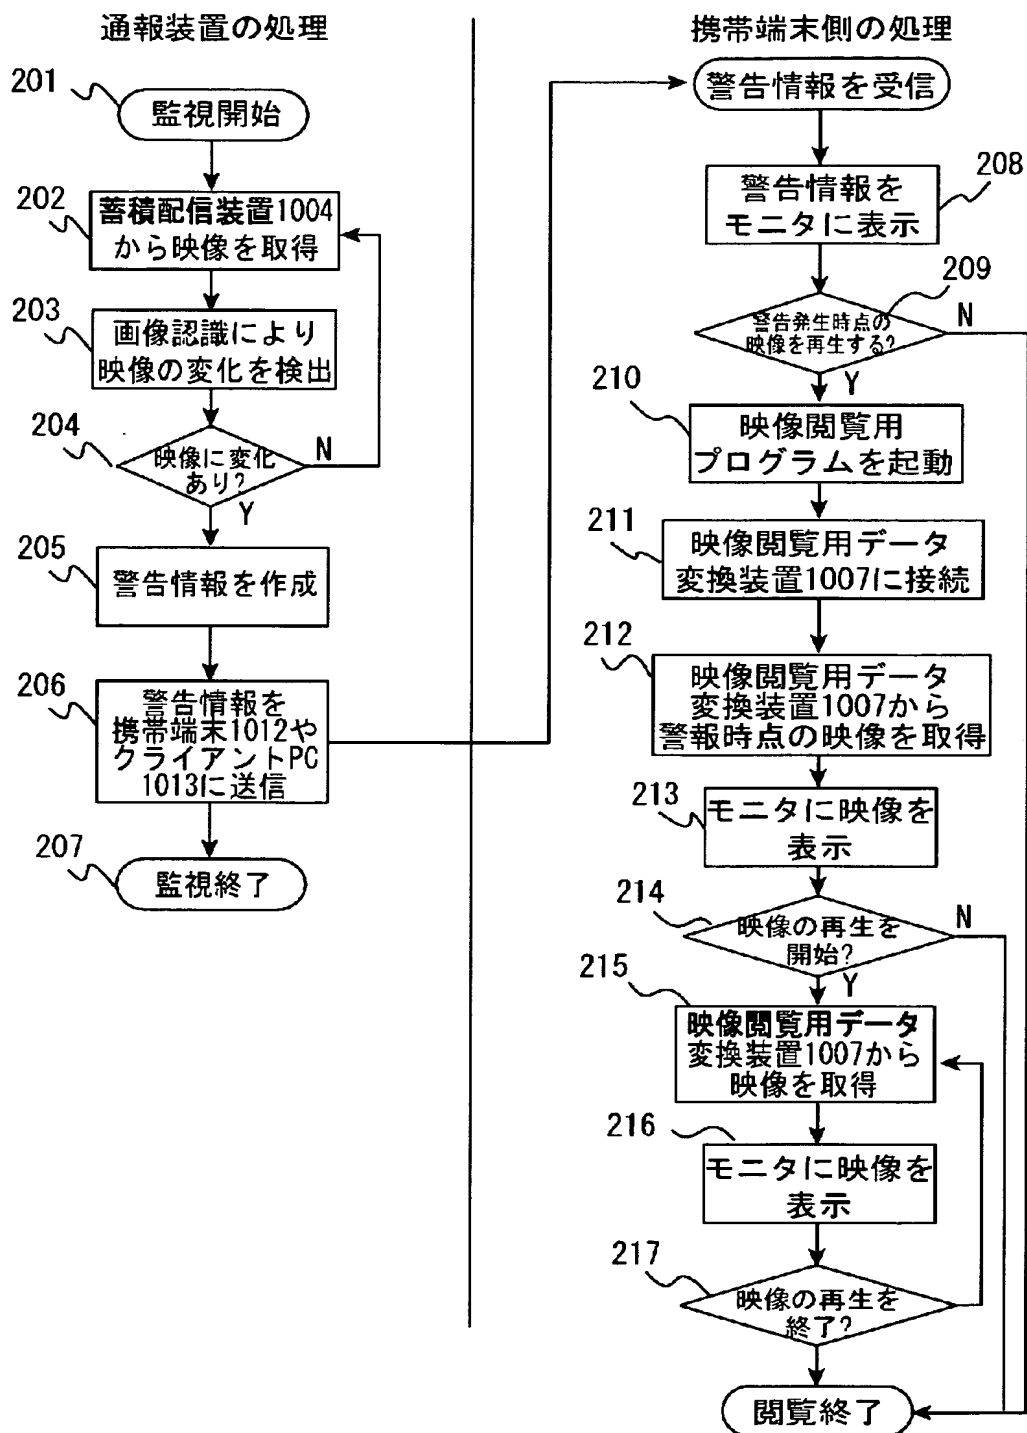 通報装置の処理
201
監視開始
202
蓄積配信装置1004
から映像を取得
203
画像認識により
映像の変化を検出
204
映像に変化
あり?
N
Y
205
警告情報を作成
206
警告情報を
携帯端末1012や
クライアントPC
1013に送信
207
監視終了
携帯端末側の処理
警告情報を受信
208
警告情報を
モニタに表示
209
警告発生時点の
映像を再生する?
N
Y
210
映像閲覧用
プログラムを起動
211
映像閲覧用データ
変換装置1007に接続
212
映像閲覧用データ
変換装置1007から
警報時点の映像を取得
213
モニタに映像を
表示
214
映像の再生を
開始?
N
Y
215
映像閲覧用データ
変換装置1007から
映像を取得
216
モニタに映像を
表示
217
映像の再生を
終了?
閲覧終了